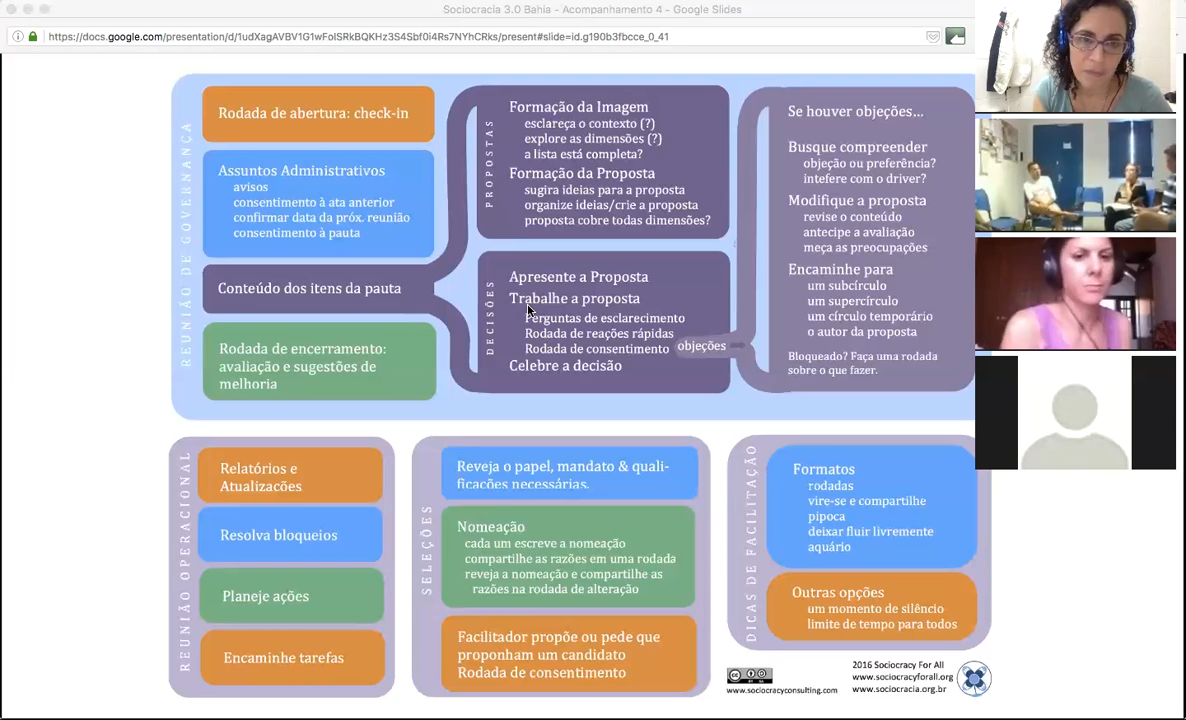 Sociocracia 3.0 Bahia - Acompanhamento 4 - Google Slides
https://docs.google.com/presentation/d/1udXagAVBV1G1wFoISRkBQKHz3S4Sbf0i4Rs7NYhCRks/present#slide=id.g190b3fbcce_0_41
REUNIÃO DE GOVERNANÇA
Rodada de abertura: check-in
Assuntos Administrativos
avisos
consentimento à ata anterior
confirmar data da próx. reunião
consentimento à pauta
Conteúdo dos itens da pauta
Rodada de encerramento:
avaliação e sugestões de
melhoria
PROPOSTAS
Formação da Imagem
esclareça o contexto (?)
explore as dimensões (?)
a lista está completa?
Formação da Proposta
sugira ideias para a proposta
organize ideias/crie a proposta
proposta cobre todas dimensões?
DECISÕES
Apresente a Proposta
Trabalhe a proposta
Perguntas de esclarecimento
Rodada de reações rápidas
Rodada de consentimento
objeções
Celebre a decisão
Se houver objeções...
Busque compreender
objeção ou preferência?
intefere com o driver?
Modifique a proposta
revise o conteúdo
antecipe a avaliação
meça as preocupações
Encaminhe para
um subcírculo
um supercírculo
um círculo temporário
o autor da proposta
Bloqueado? Faça uma rodada
sobre o que fazer.
REUNIÃO OPERACIONAL
Relatórios e
Atualizações
Resolva bloqueios
Planeje ações
Encaminhe tarefas
SELEÇÕES
Reveja o papel, mandato & quali-
ficações necessárias.
Nomeação
cada um escreve a nomeação
compartilhe as razões em uma rodada
reveja a nomeação e compartilhe as
razões na rodada de alteração
Facilitador propõe ou pede que
proponham um candidato
Rodada de consentimento
DICAS DE FACILITAÇÃO
Formatos
rodadas
vire-se e compartilhe
pipoca
deixar fluir livremente
aquário
Outras opções
um momento de silêncio
limite de tempo para todos
www.sociocracyconsulting.com
2016 Sociocracy For All
www.sociocracyforall.org
www.sociocracia.org.br